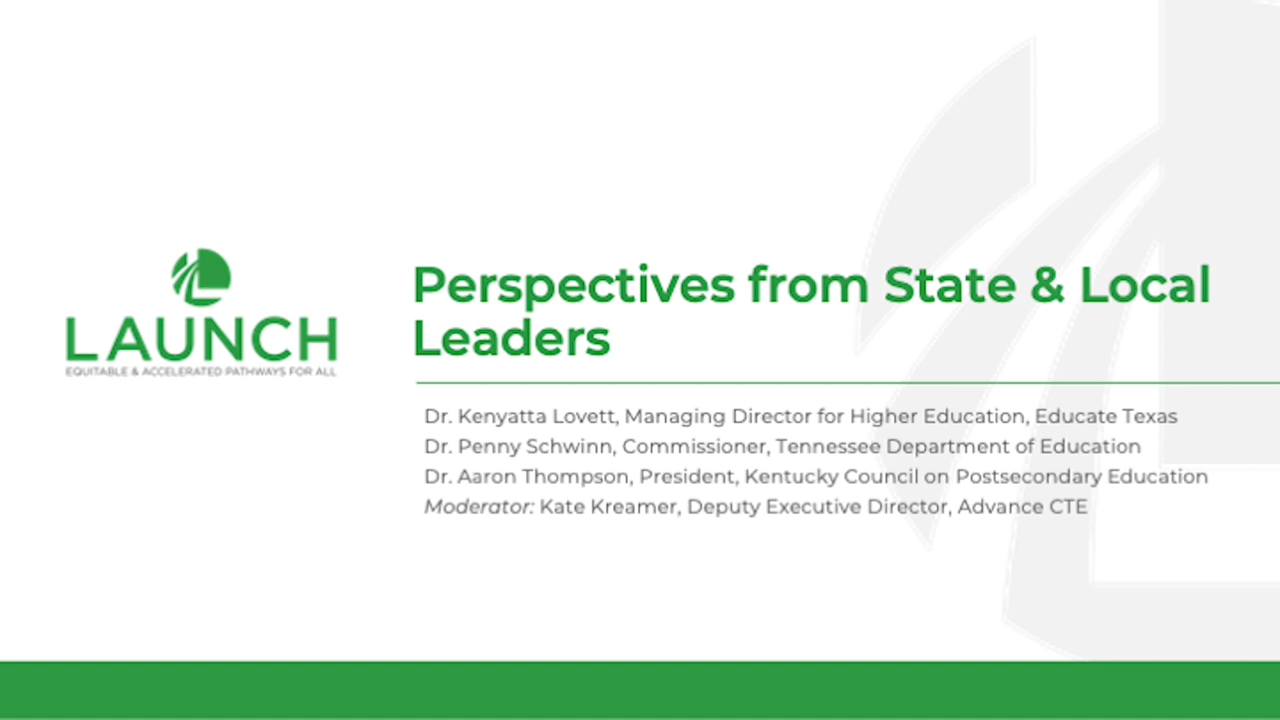 LAUNCH
EQUITABLE & ACCELERATED PATHWAYS FOR ALL
Perspectives from State & Local
Leaders
Dr. Kenyatta Lovett, Managing Director for Higher Education, Educate Texas
Dr. Penny Schwinn, Commissioner, Tennessee Department of Education
Dr. Aaron Thompson, President, Kentucky Council on Postsecondary Education
Moderator: Kate Kreamer, Deputy Executive Director, Advance CTE